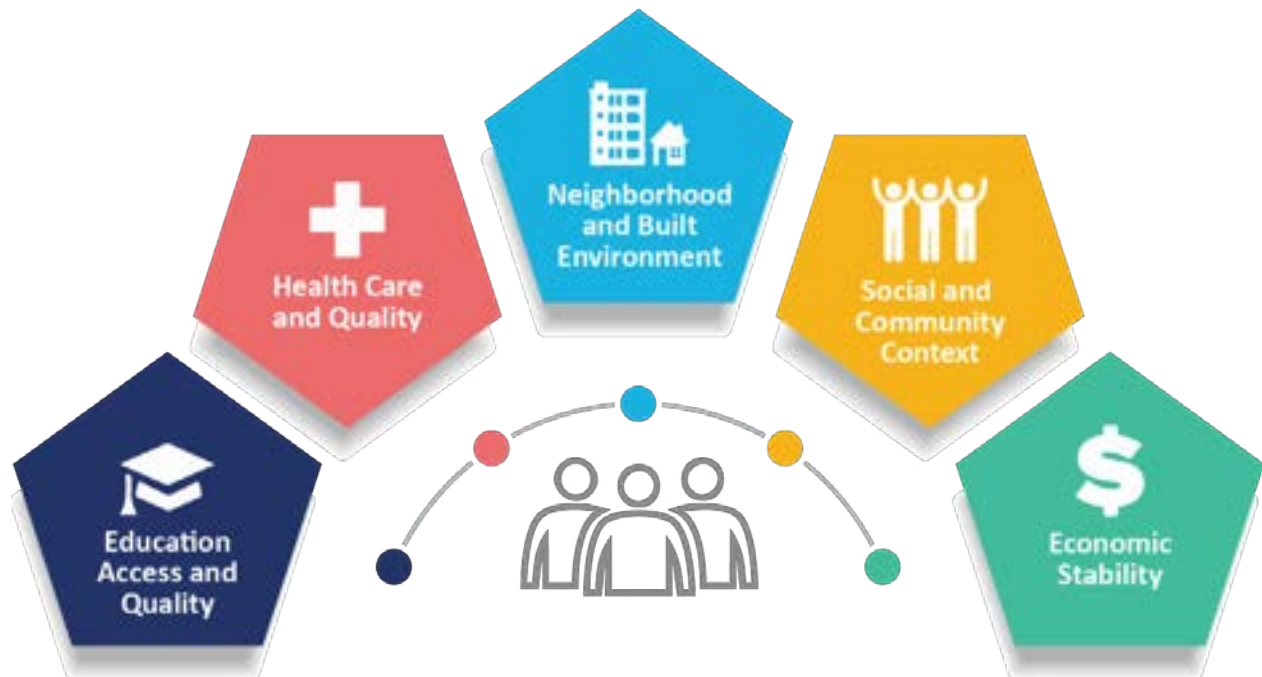 Education
Access and
Quality
Health Care
and Quality
Neighborhood
and Built
Environment
Social and
Community
Context
$
Economic
Stability